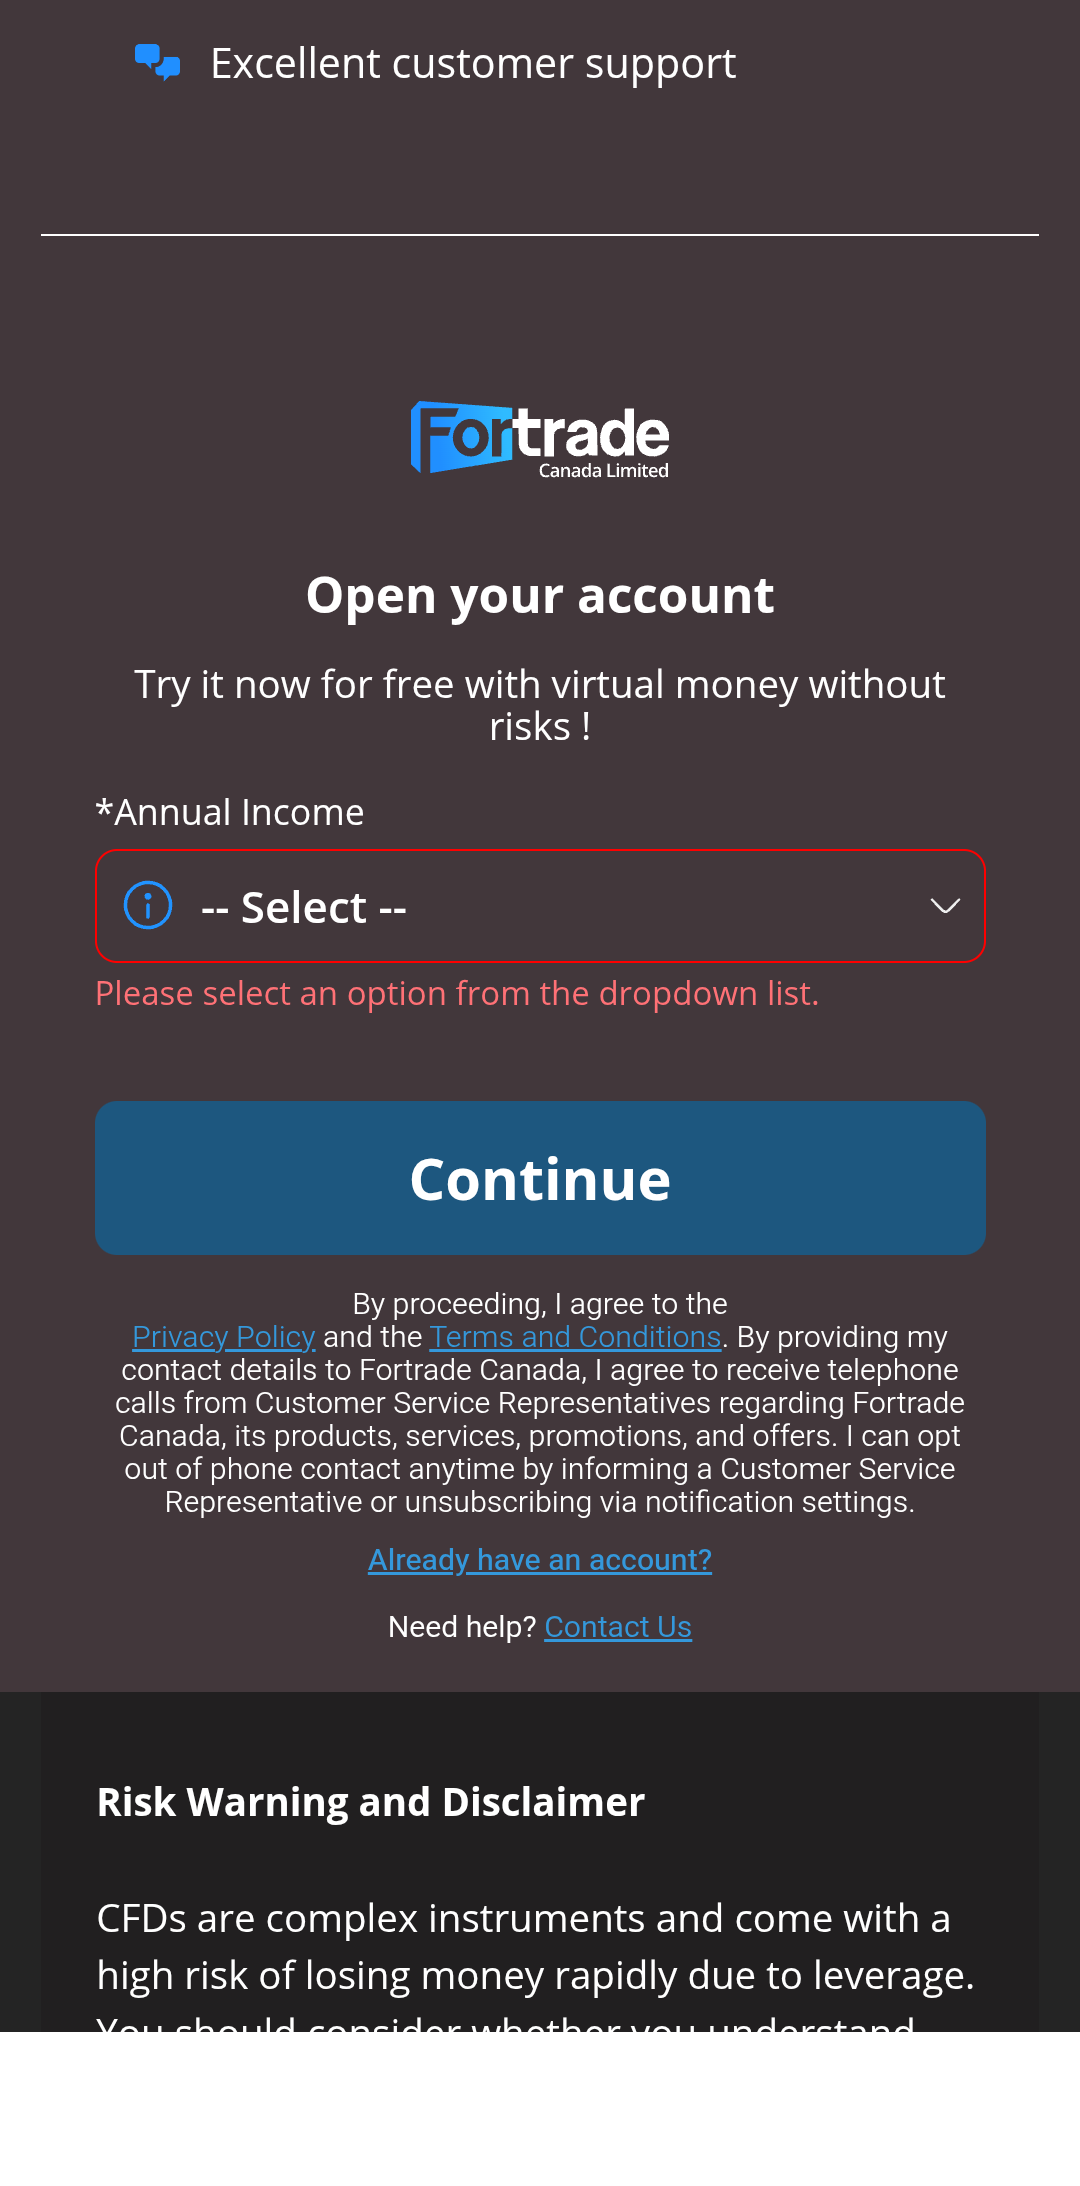 Excellent customer support
Fortrade
Canada Limited
Open your account
Try it now for free with virtual money without
risks !
*Annual Income
-- Select --
Please select an option from the dropdown list.
Continue
By proceeding, I agree to the
Privacy Policy and the Terms and Conditions. By providing my
contact details to Fortrade Canada, I agree to receive telephone
calls from Customer Service Representatives regarding Fortrade
Canada, its products, services, promotions, and offers. I can opt
out of phone contact anytime by informing a Customer Service
Representative or unsubscribing via notification settings.
Already have an account?
Need help? Contact Us
Risk Warning and Disclaimer
CFDs are complex instruments and come with a
high risk of losing money rapidly due to leverage.
You should consider whether you understand